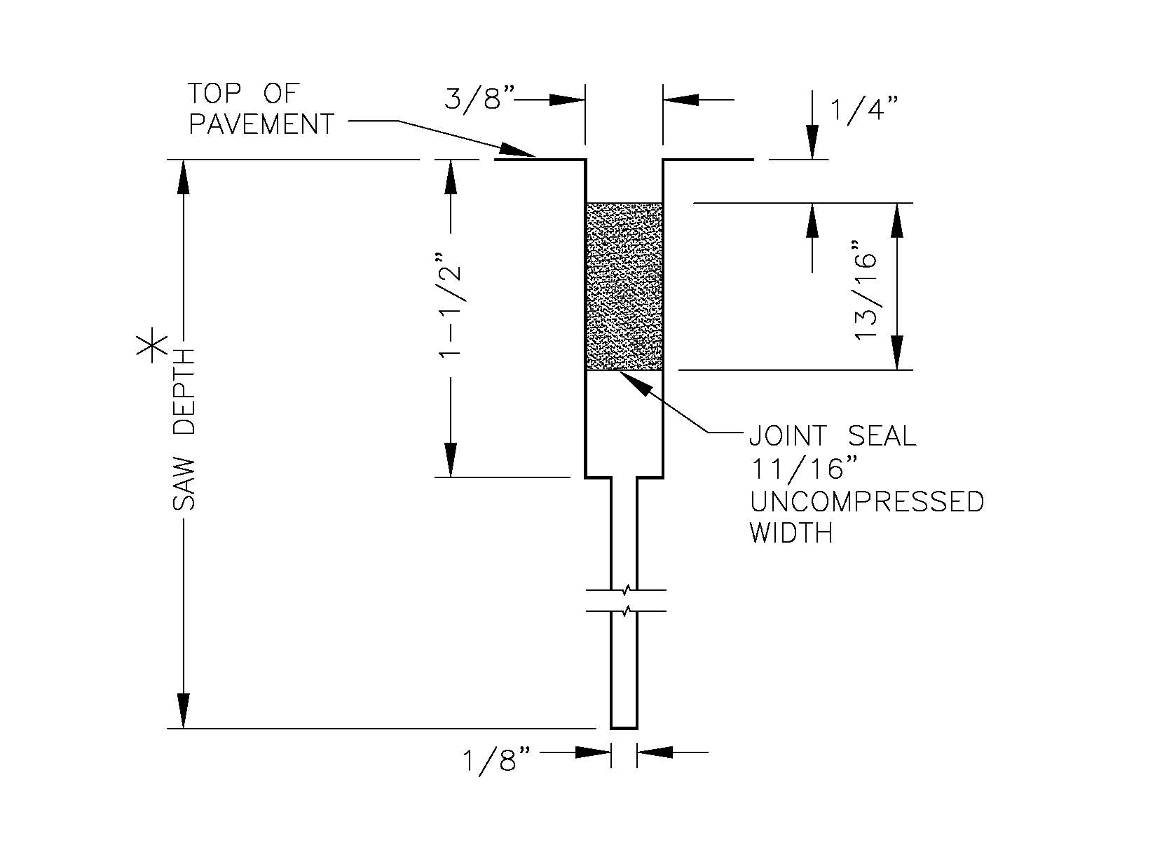 TOP OF
PAVEMENT
3/8”
1/4”
1-1/2”
13/16”
*
SAW DEPTH
JOINT SEAL
11/16”
UNCOMPRESSED
WIDTH
1/8”